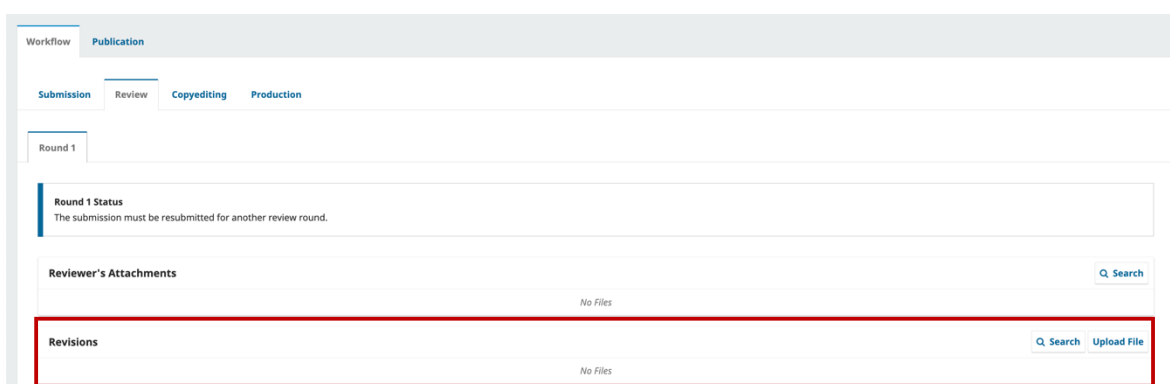 Workflow Publication
Submission Review Copyediting Production
Round 1
Round 1 Status
The submission must be resubmitted for another review round.
Reviewer's Attachments Search
No Files
Revisions Search Upload File
No Files